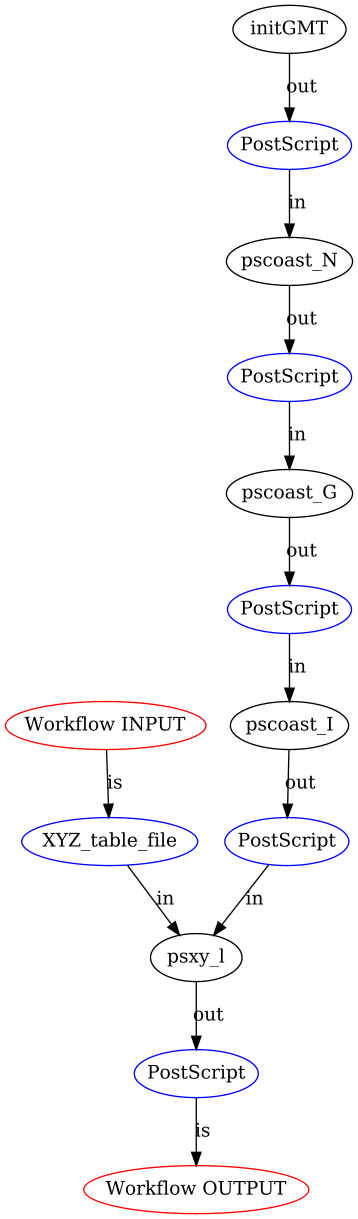 initGMT
out
PostScript
in
pscoast_N
out
PostScript
in
pscoast_G
out
PostScript
in
Workflow INPUT
pscoast_I
is
out
XYZ_table_file
PostScript
in
in
psxy_l
out
PostScript
is
Workflow OUTPUT